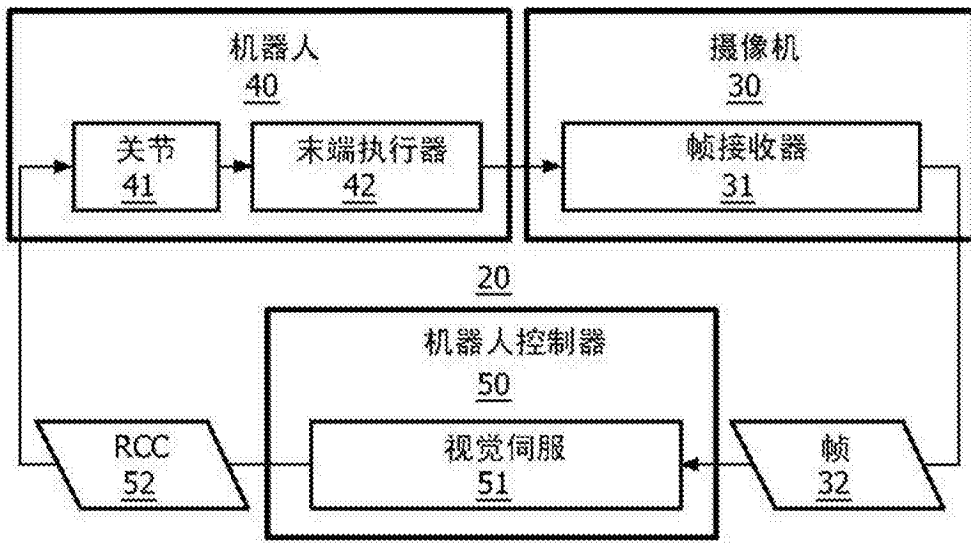 机器人
40
关节
41
末端执行器
42
摄像机
30
帧接收器
31
20
机器人控制器
50
视觉伺服
51
RCC
52
帧
32